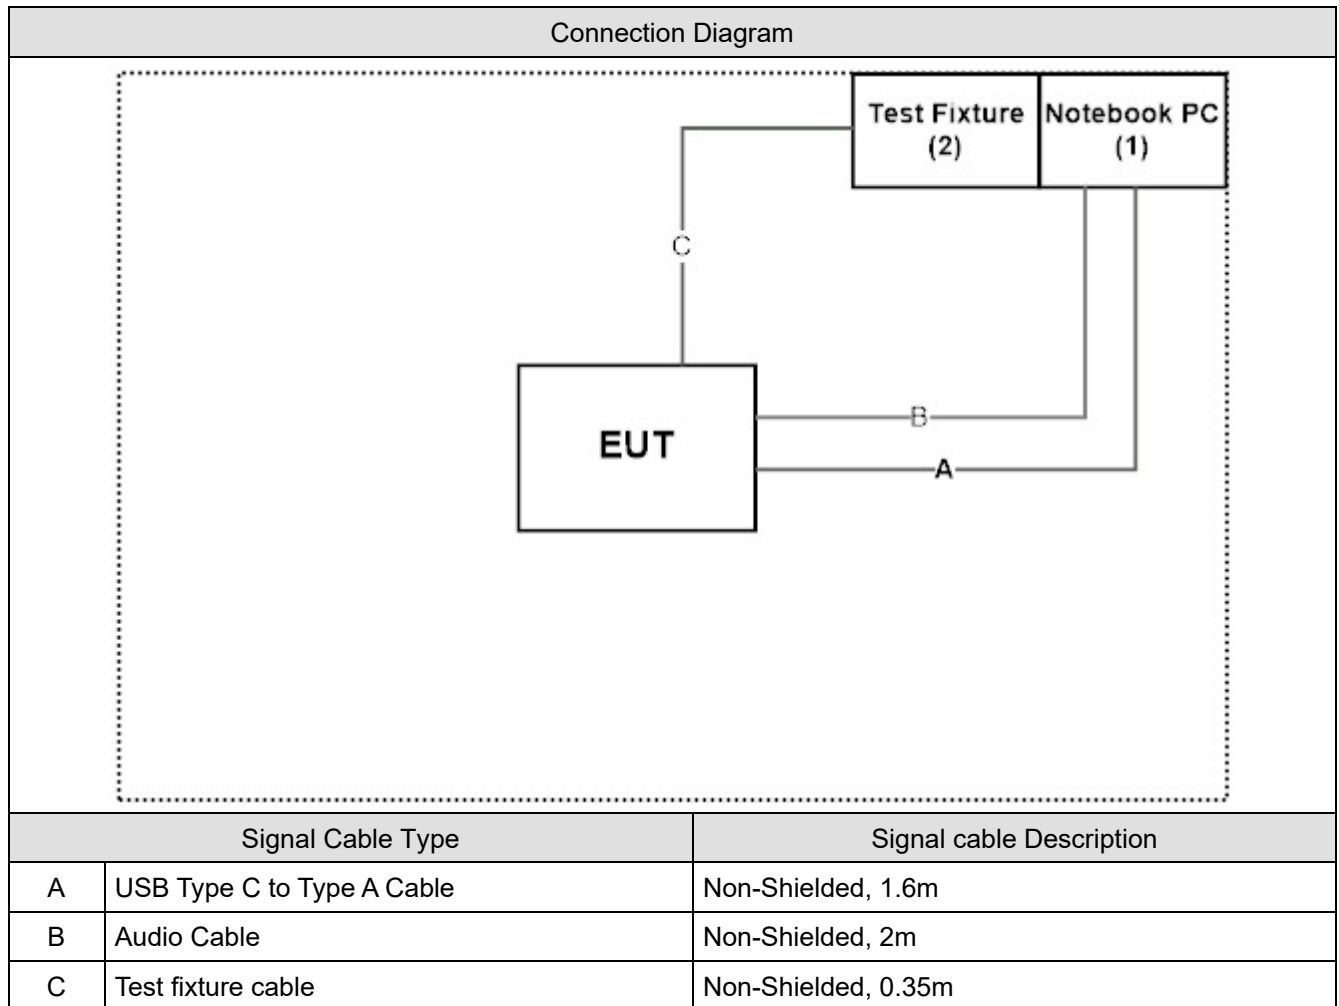 Connection Diagram
Test Fixture
(2)
Notebook PC
(1)
C
B
EUT
A
Signal Cable Type
Signal cable Description
A
USB Type C to Type A Cable
Non-Shielded, 1.6m
B
Audio Cable
Non-Shielded, 2m
C
Test fixture cable
Non-Shielded, 0.35m